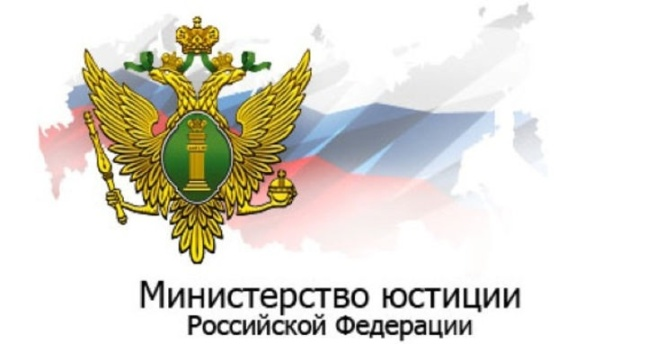 Министерство юстиции
Российской Федерации